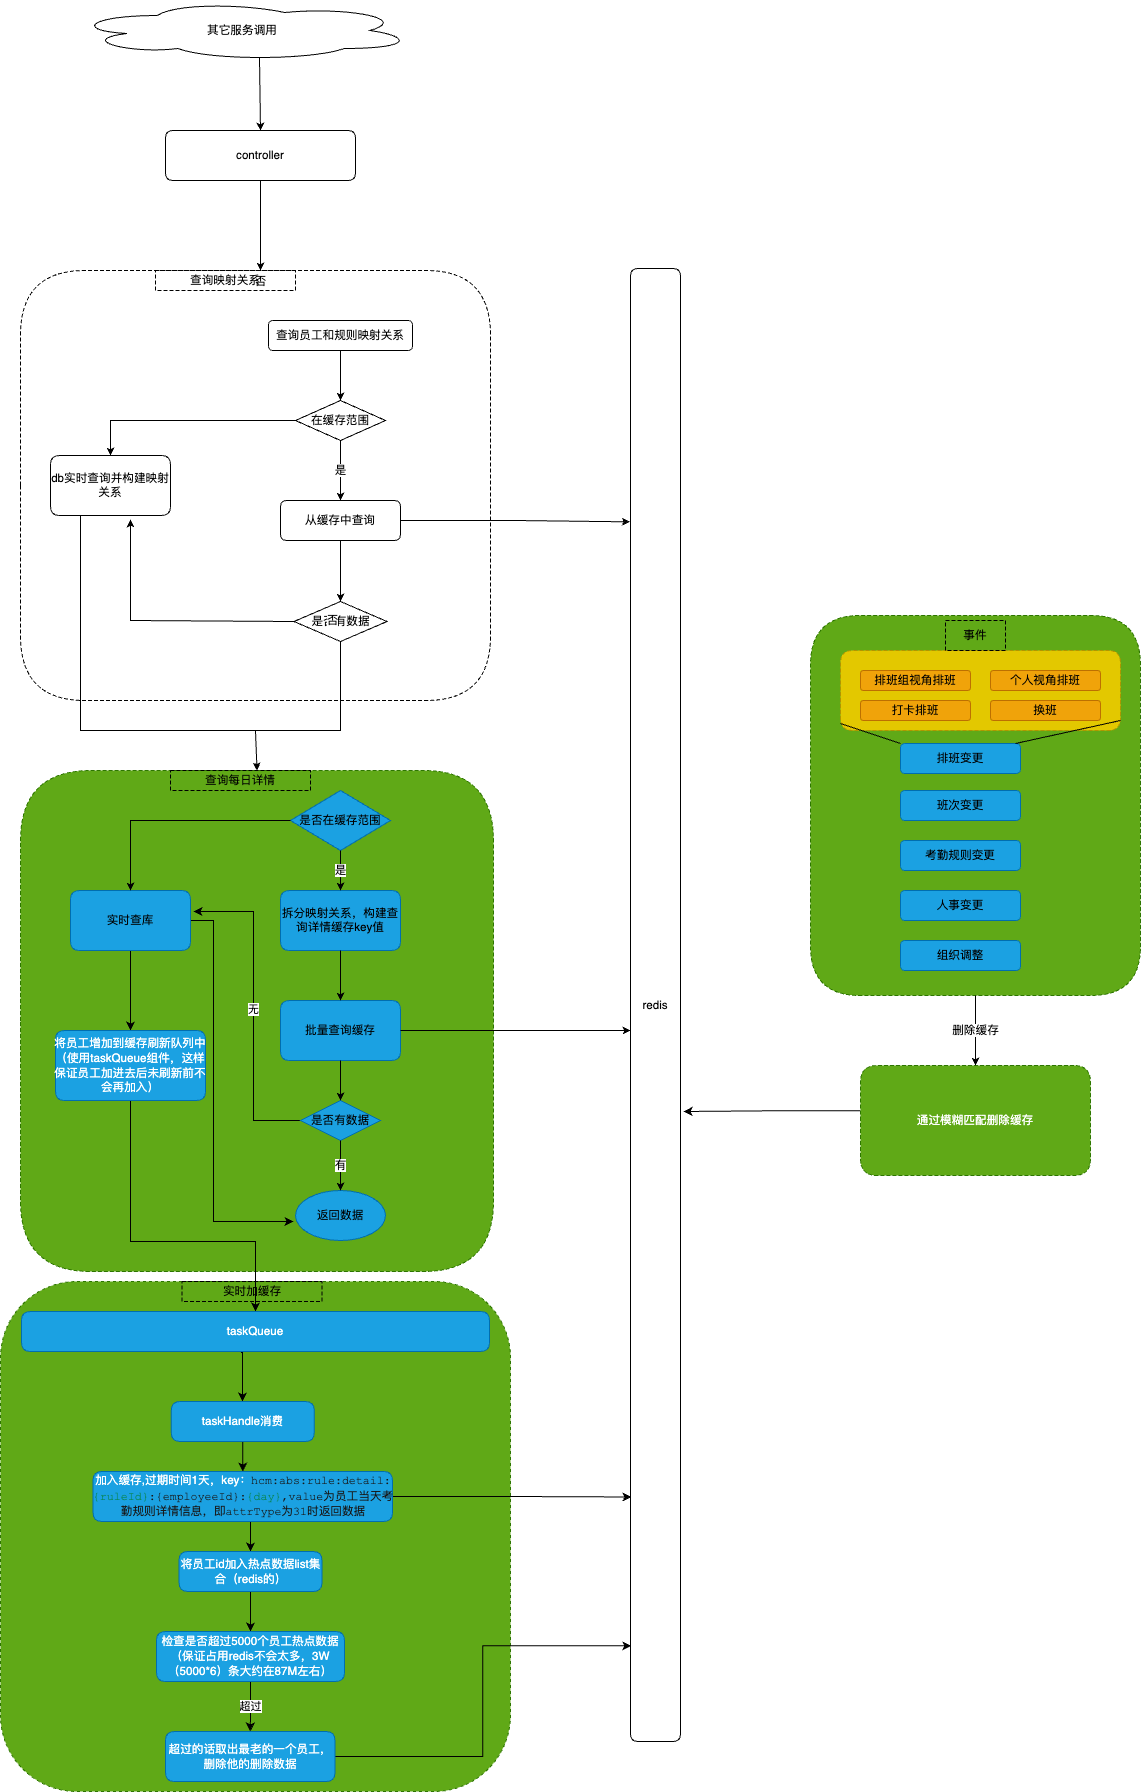 其它服务调用
controller
查询映射关系
否
查询员工和规则映射关系
在缓存范围
db实时查询并构建映射
关系
是
从缓存中查询
是否有数据
否
redis
事件
排班组视角排班
个人视角排班
打卡排班
换班
排班变更
班次变更
考勤规则变更
人事变更
组织调整
删除缓存
通过模糊匹配删除缓存
查询每日详情
是否在缓存范围
是
实时查库
拆分映射关系，构建查
询详情缓存key值
无
批量查询缓存
将员工增加到缓存刷新队列中
（使用taskQueue组件，这样
保证员工加进去后未刷新前不
会再加入）
是否有数据
有
返回数据
实时加缓存
taskQueue
taskHandle消费
加入缓存,过期时间1天，key：hcm:abs:rule:detail:
{ruleId}:{employeeId}:{day},value为员工当天考
勤规则详情信息，即attrType为31时返回数据
将员工id加入热点数据list集
合（redis的）
检查是否超过5000个员工热点数据
（保证占用redis不会太多，3W
（5000*6）条大约在87M左右）
超过
超过的话取出最老的一个员工，
删除他的删除数据